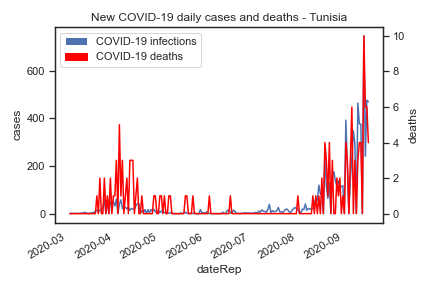 New COVID-19 daily cases and deaths - Tunisia
COVID-19 infections
COVID-19 deaths
600
400
200
0
cases
10
8
6
4
2
0
deaths
2020-03
2020-04
2020-05
2020-06
2020-07
2020-08
2020-09
dateRep